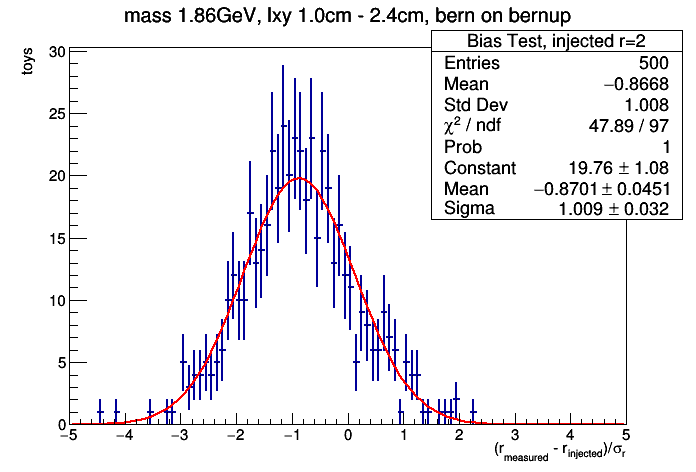 mass 1.86GeV, lxy 1.0cm - 2.4cm, bern on bernup
toys
Bias Test, injected r=2
Entries 500
Mean −0.8668
Std Dev 1.008
χ² / ndf 47.89 / 97
Prob 1
Constant 19.76 ± 1.08
Mean −0.8701 ± 0.0451
Sigma 1.009 ± 0.032
30
25
20
15
10
5
0
−5 −4 −3 −2 −1 0 1 2 3 4 5
(r_measured - r_injected)/σ_r